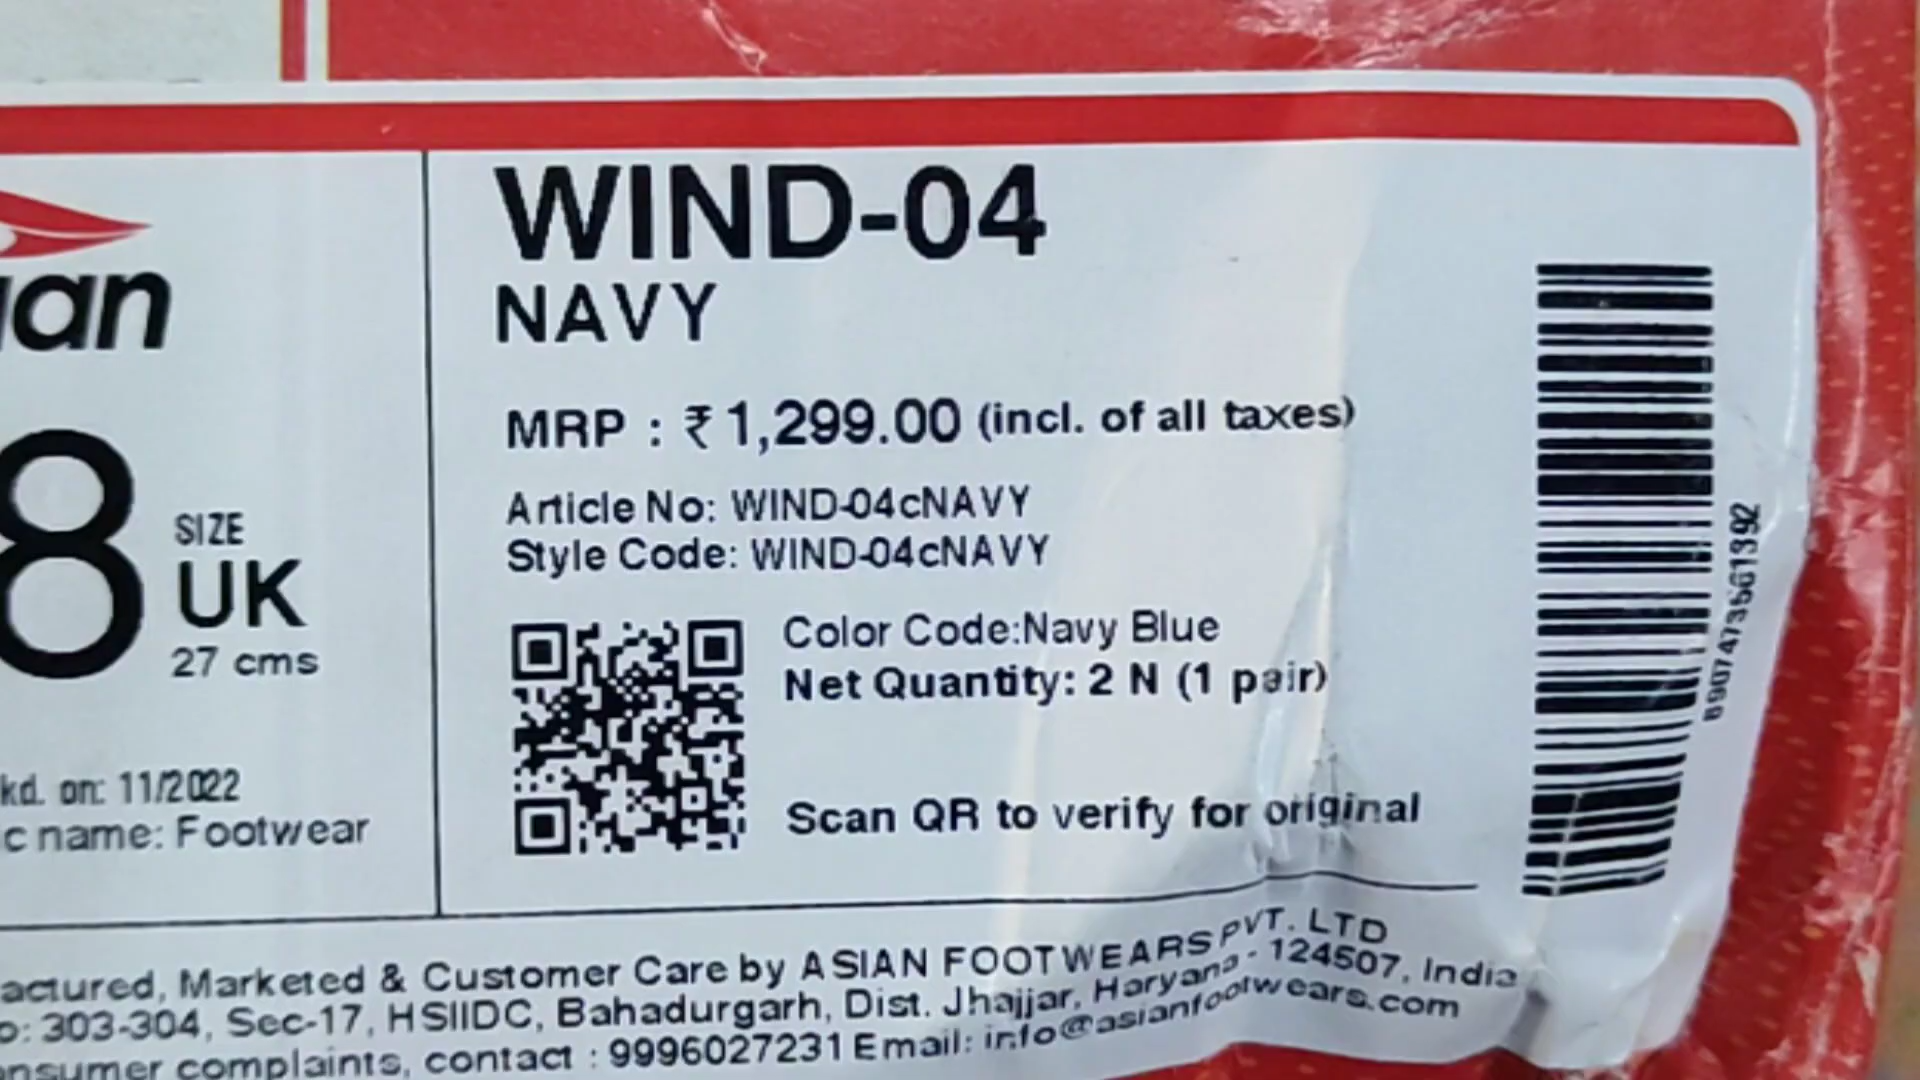 WIND-04
NAVY
MRP : ₹1,299.00 (incl. of all taxes)
Article No: WIND-04cNAVY
Style Code: WIND-04cNAVY
Color Code:Navy Blue
Net Quantity: 2 N (1 pair)
Scan QR to verify for original
8907473561392
an
8
SIZE
UK
27 cms
kd. on: 11/2022
c name: Footwear
actured, Marketed & Customer Care by ASIAN FOOTWEARS PVT. LTD
o: 303-304, Sec-17, HSIIDC, Bahadurgarh, Dist. Jhajjar, Haryana - 124507, India
onsumer complaints, contact : 9996027231 Email: info@asianfootwears.com